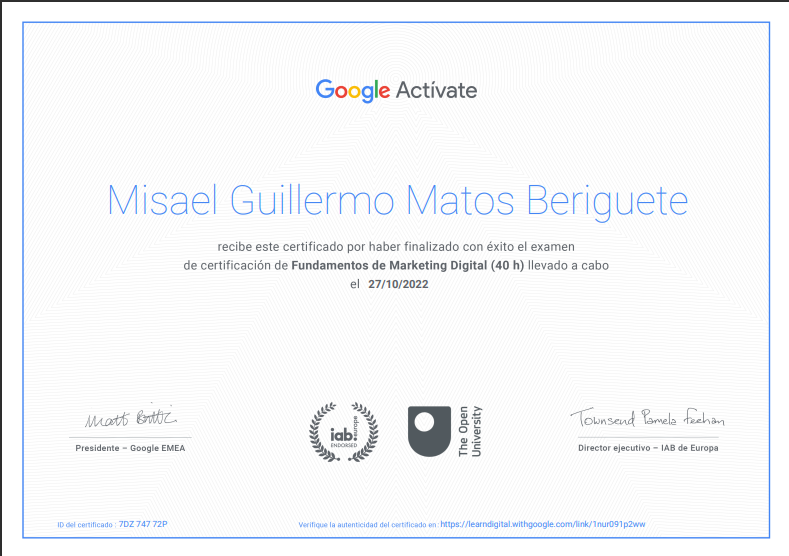 Google Actívate
Misael Guillermo Matos Beriguete
recibe este certificado por haber finalizado con éxito el examen
de certificación de Fundamentos de Marketing Digital (40 h) llevado a cabo
el 27/10/2022
Matt Brittin
Presidente – Google EMEA
iab.europe
ENDORSED
The Open
University
Townsend Pamela Feehan
Director ejecutivo – IAB de Europa
ID del certificado : 7DZ 747 72P
Verifique la autenticidad del certificado en: https://learndigital.withgoogle.com/link/1nur091p2ww